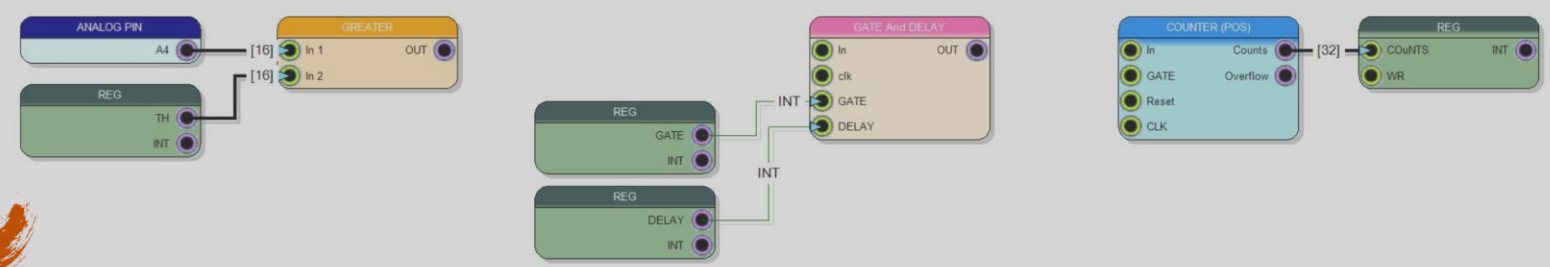 ANALOG PIN
A4
[16]
GREATER
In 1
OUT
[16]
In 2
REG
TH
INT
REG
GATE
INT
REG
DELAY
INT
INT
INT
GATE And DELAY
In
OUT
clk
GATE
DELAY
COUNTER (POS)
In
Counts
GATE
Overflow
Reset
CLK
[32]
REG
COuNTS
INT
WR